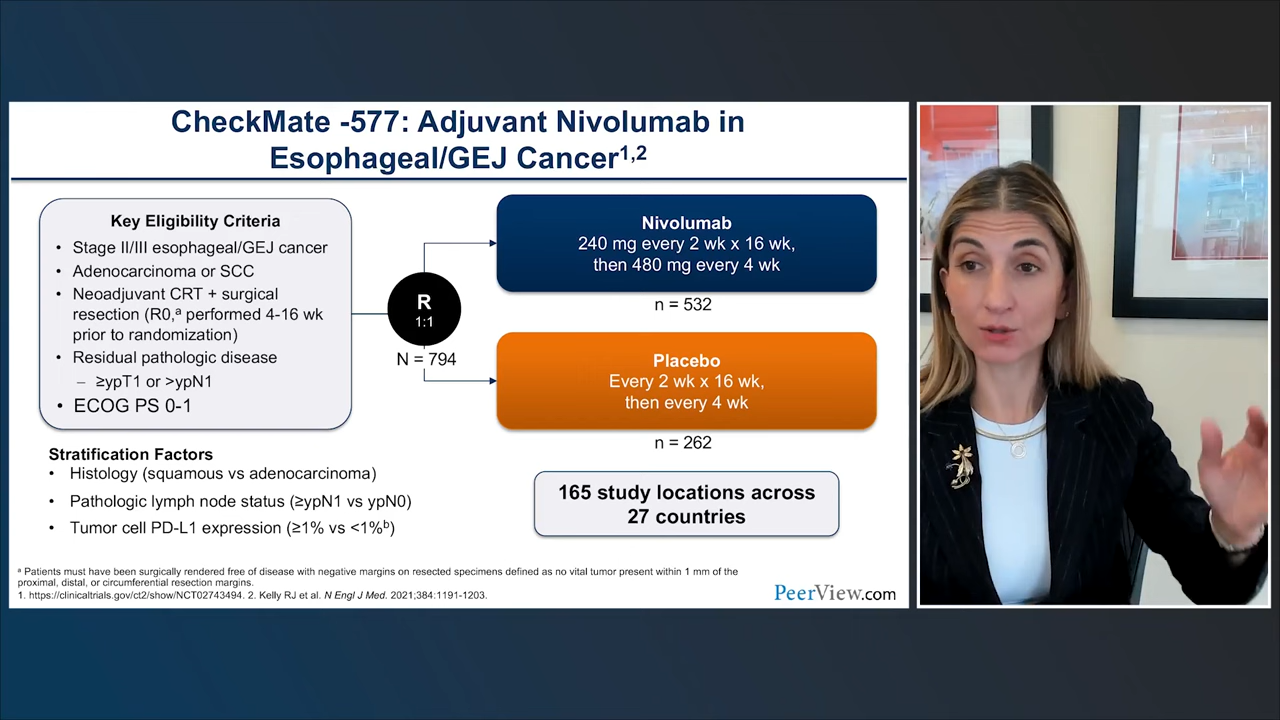 CheckMate -577: Adjuvant Nivolumab in
Esophageal/GEJ Cancer1,2
Key Eligibility Criteria
• Stage II/III esophageal/GEJ cancer
• Adenocarcinoma or SCC
• Neoadjuvant CRT + surgical
resection (R0,a performed 4-16 wk
prior to randomization)
• Residual pathologic disease
– ≥ypT1 or >ypN1
• ECOG PS 0-1
R
1:1
N = 794
Nivolumab
240 mg every 2 wk x 16 wk,
then 480 mg every 4 wk
n = 532
Placebo
Every 2 wk x 16 wk,
then every 4 wk
n = 262
Stratification Factors
• Histology (squamous vs adenocarcinoma)
• Pathologic lymph node status (≥ypN1 vs ypN0)
• Tumor cell PD-L1 expression (≥1% vs <1%b)
165 study locations across
27 countries
a Patients must have been surgically rendered free of disease with negative margins on resected specimens defined as no vital tumor present within 1 mm of the
proximal, distal, or circumferential resection margins.
1. https://clinicaltrials.gov/ct2/show/NCT02743494. 2. Kelly RJ et al. N Engl J Med. 2021;384:1191-1203.
PeerView.com